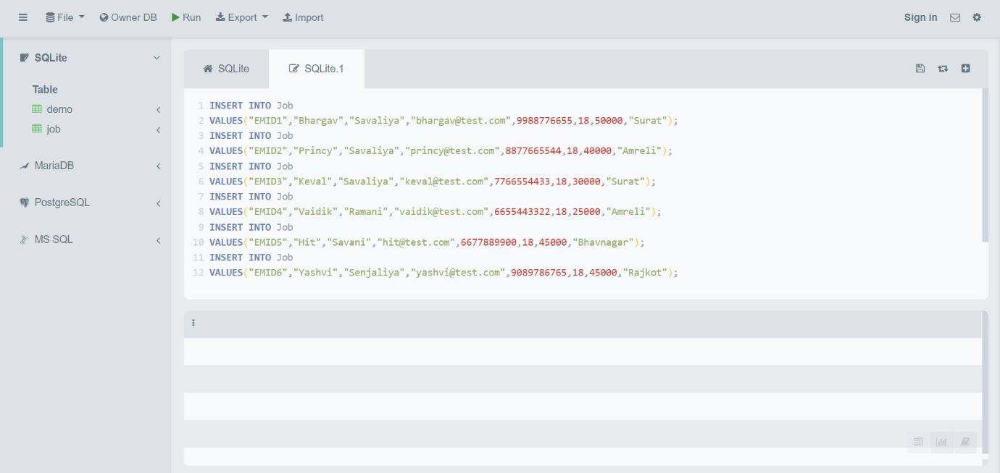 File Owner DB Run Export Import Sign in
SQLite
Table
demo
job
MariaDB
PostgreSQL
MS SQL
SQLite SQLite.1
1 INSERT INTO Job
2 VALUES("EMID1","Bhargav","Savaliya","bhargav@test.com",9988776655,18,50000,"Surat");
3 INSERT INTO Job
4 VALUES("EMID2","Princy","Savaliya","princy@test.com",8877665544,18,40000,"Amreli");
5 INSERT INTO Job
6 VALUES("EMID3","Keval","Savaliya","keval@test.com",7766554433,18,30000,"Surat");
7 INSERT INTO Job
8 VALUES("EMID4","Vaidik","Ramani","vaidik@test.com",6655443322,18,25000,"Amreli");
9 INSERT INTO Job
10 VALUES("EMID5","Hit","Savani","hit@test.com",6677889900,18,45000,"Bhavnagar");
11 INSERT INTO Job
12 VALUES("EMID6","Yashvi","Senjaliya","yashvi@test.com",9089786765,18,45000,"Rajkot");